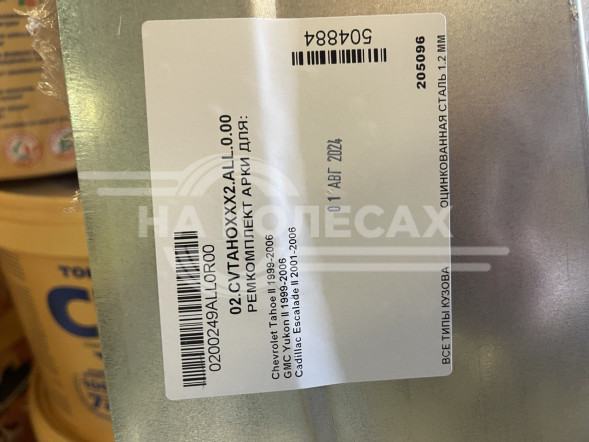 504884
0200249ALL0R00
02.CVTAHOXXX2.ALL.0.00
РЕМКОМПЛЕКТ АРКИ ДЛЯ:
Chevrolet Tahoe II 1999-2006
GMC Yukon II 1999-2006
Cadillac Escalade II 2001-2006
01 АВГ 2024
205096
ВСЕ ТИПЫ КУЗОВА
ОЦИНКОВАННАЯ СТАЛЬ 1.2 ММ
НА КОЛЕСАХ